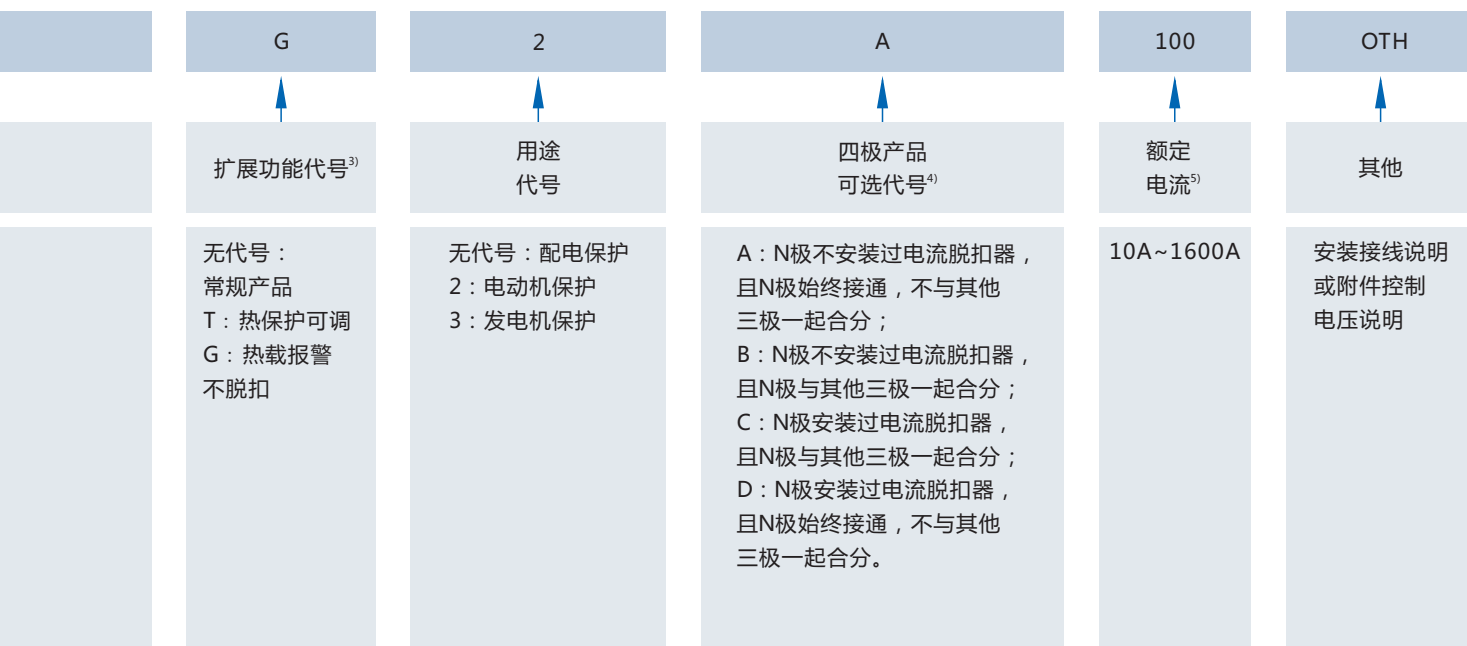 G
2
A
100
OTH
扩展功能代号3)
用途
代号
四极产品
可选代号4)
额定
电流5)
其他
无代号：
常规产品
T：热保护可调
G：热载报警
不脱扣
无代号：配电保护
2：电动机保护
3：发电机保护
A：N极不安装过电流脱扣器，
且N极始终接通，不与其他
三极一起合分；
B：N极不安装过电流脱扣器，
且N极与其他三极一起合分；
C：N极安装过电流脱扣器，
且N极与其他三极一起合分；
D：N极安装过电流脱扣器，
且N极始终接通，不与其他
三极一起合分。
10A~1600A
安装接线说明
或附件控制
电压说明